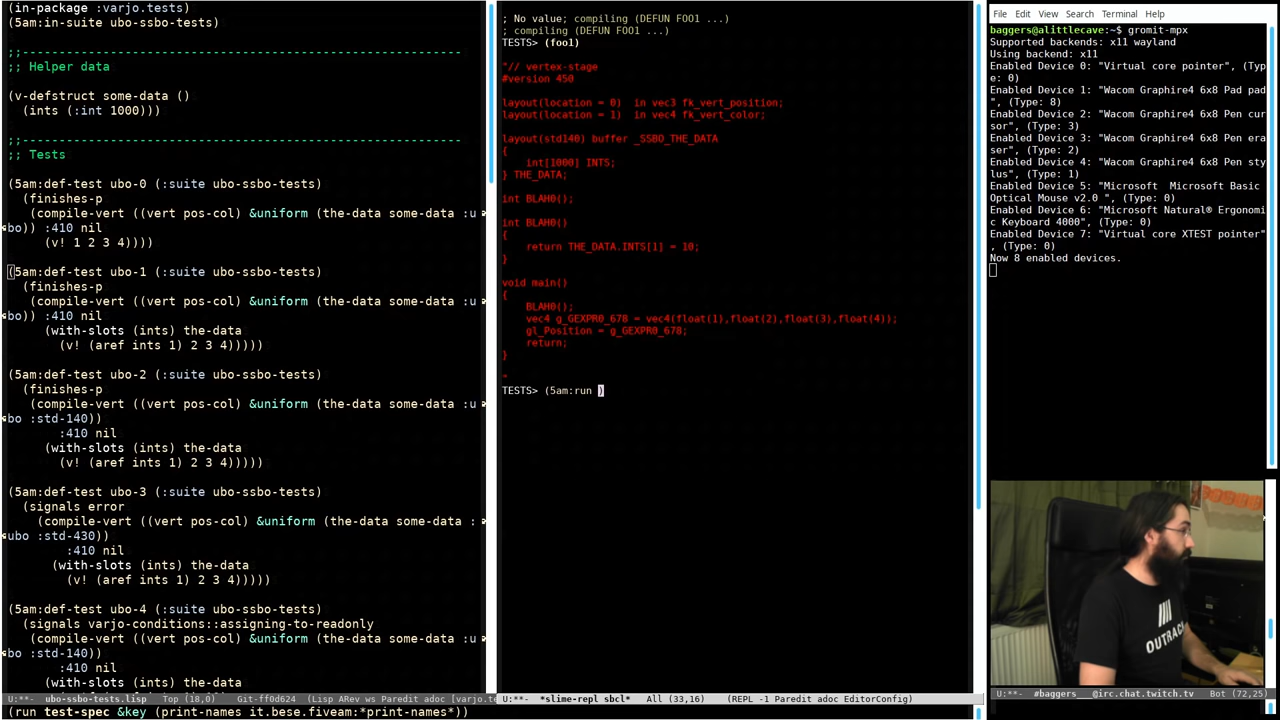 (in-package :varjo.tests)
(5am:in-suite ubo-ssbo-tests)
;;------------------------------------------------------------
;; Helper data
(v-defstruct some-data ()
(ints (:int 1000)))
;;------------------------------------------------------------
;; Tests
(5am:def-test ubo-0 (:suite ubo-ssbo-tests)
(finishes-p
(compile-vert ((vert pos-col) &uniform (the-data some-data :u
bo)) :410 nil
(v! 1 2 3 4))))
(5am:def-test ubo-1 (:suite ubo-ssbo-tests)
(finishes-p
(compile-vert ((vert pos-col) &uniform (the-data some-data :u
bo)) :410 nil
(with-slots (ints) the-data
(v! (aref ints 1) 2 3 4)))))
(5am:def-test ubo-2 (:suite ubo-ssbo-tests)
(finishes-p
(compile-vert ((vert pos-col) &uniform (the-data some-data :u
bo :std-140))
:410 nil
(with-slots (ints) the-data
(v! (aref ints 1) 2 3 4)))))
(5am:def-test ubo-3 (:suite ubo-ssbo-tests)
(signals error
(compile-vert ((vert pos-col) &uniform (the-data some-data :
ubo :std-430))
:410 nil
(with-slots (ints) the-data
(v! (aref ints 1) 2 3 4)))))
(5am:def-test ubo-4 (:suite ubo-ssbo-tests)
(signals varjo-conditions::assigning-to-readonly
(compile-vert ((vert pos-col) &uniform (the-data some-data :u
bo :std-140))
:410 nil
(with-slots (ints) the-data
U:**- ubo-ssbo-tests.lisp Top (18,0) Git-ff0d624 (Lisp ARev ws Paredit adoc [varjo.te
(run test-spec &key (print-names it.bese.fiveam:*print-names*))
; No value; compiling (DEFUN FOO1 ...)
; compiling (DEFUN FOO1 ...)
TESTS> (foo1)
"// vertex-stage
#version 450
layout(location = 0) in vec3 fk_vert_position;
layout(location = 1) in vec4 fk_vert_color;
layout(std140) buffer _SSBO_THE_DATA
{
int[1000] INTS;
} THE_DATA;
int BLAH0();
int BLAH0()
{
return THE_DATA.INTS[1] = 10;
}
void main()
{
BLAH0();
vec4 g_GEXPR0_678 = vec4(float(1),float(2),float(3),float(4));
gl_Position = g_GEXPR0_678;
return;
}
"
TESTS> (5am:run )
U:**- *slime-repl sbcl* All (33,16) (REPL -1 Paredit adoc EditorConfig)
File Edit View Search Terminal Help
baggers@alittlecave:~$ gromit-mpx
Supported backends: x11 wayland
Using backend: x11
Enabled Device 0: "Virtual core pointer", (Typ
e: 0)
Enabled Device 1: "Wacom Graphire4 6x8 Pad pad
", (Type: 8)
Enabled Device 2: "Wacom Graphire4 6x8 Pen cur
sor", (Type: 3)
Enabled Device 3: "Wacom Graphire4 6x8 Pen era
ser", (Type: 2)
Enabled Device 4: "Wacom Graphire4 6x8 Pen sty
lus", (Type: 1)
Enabled Device 5: "Microsoft  Microsoft Basic
Optical Mouse v2.0 ", (Type: 0)
Enabled Device 6: "Microsoft Natural® Ergonomi
c Keyboard 4000", (Type: 0)
Enabled Device 7: "Virtual core XTEST pointer"
, (Type: 0)
Now 8 enabled devices.
OUTRACK
U:**- #baggers___@irc.chat.twitch.tv Bot (72,25)